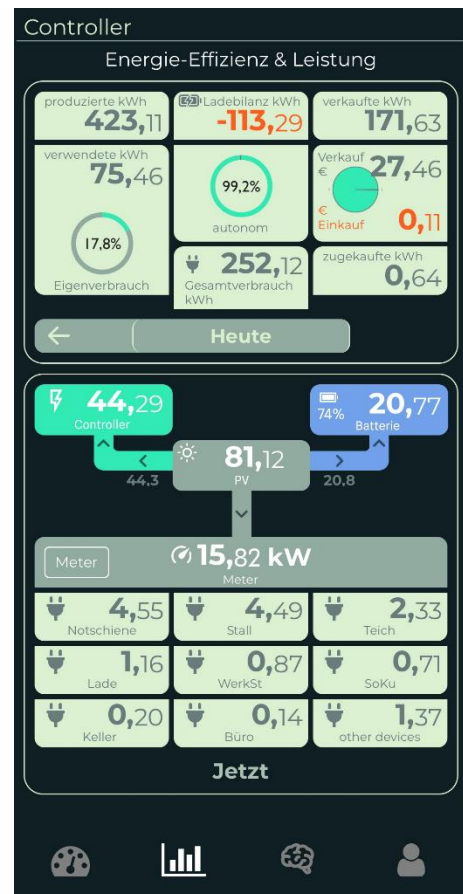 Controller
Energie-Effizienz & Leistung
produzierte kWh
423,11
Ladebilanz kWh
-113,29
verkaufte kWh
171,63
verwendete kWh
75,46
17,8%
Eigenverbrauch
99,2%
autonom
Verkauf
€
27,46
€
Einkauf
0,11
252,12
Gesamtverbrauch
kWh
zugekaufte kWh
0,64
Heute
44,29
Controller
74%
20,77
Batterie
81,12
PV
44.3
20.8
Meter
15,82 kW
Meter
4,55
Notschiene
4,49
Stall
2,33
Teich
1,16
Lade
0,87
WerkSt
0,71
SoKu
0,20
Keller
0,14
Büro
1,37
other devices
Jetzt